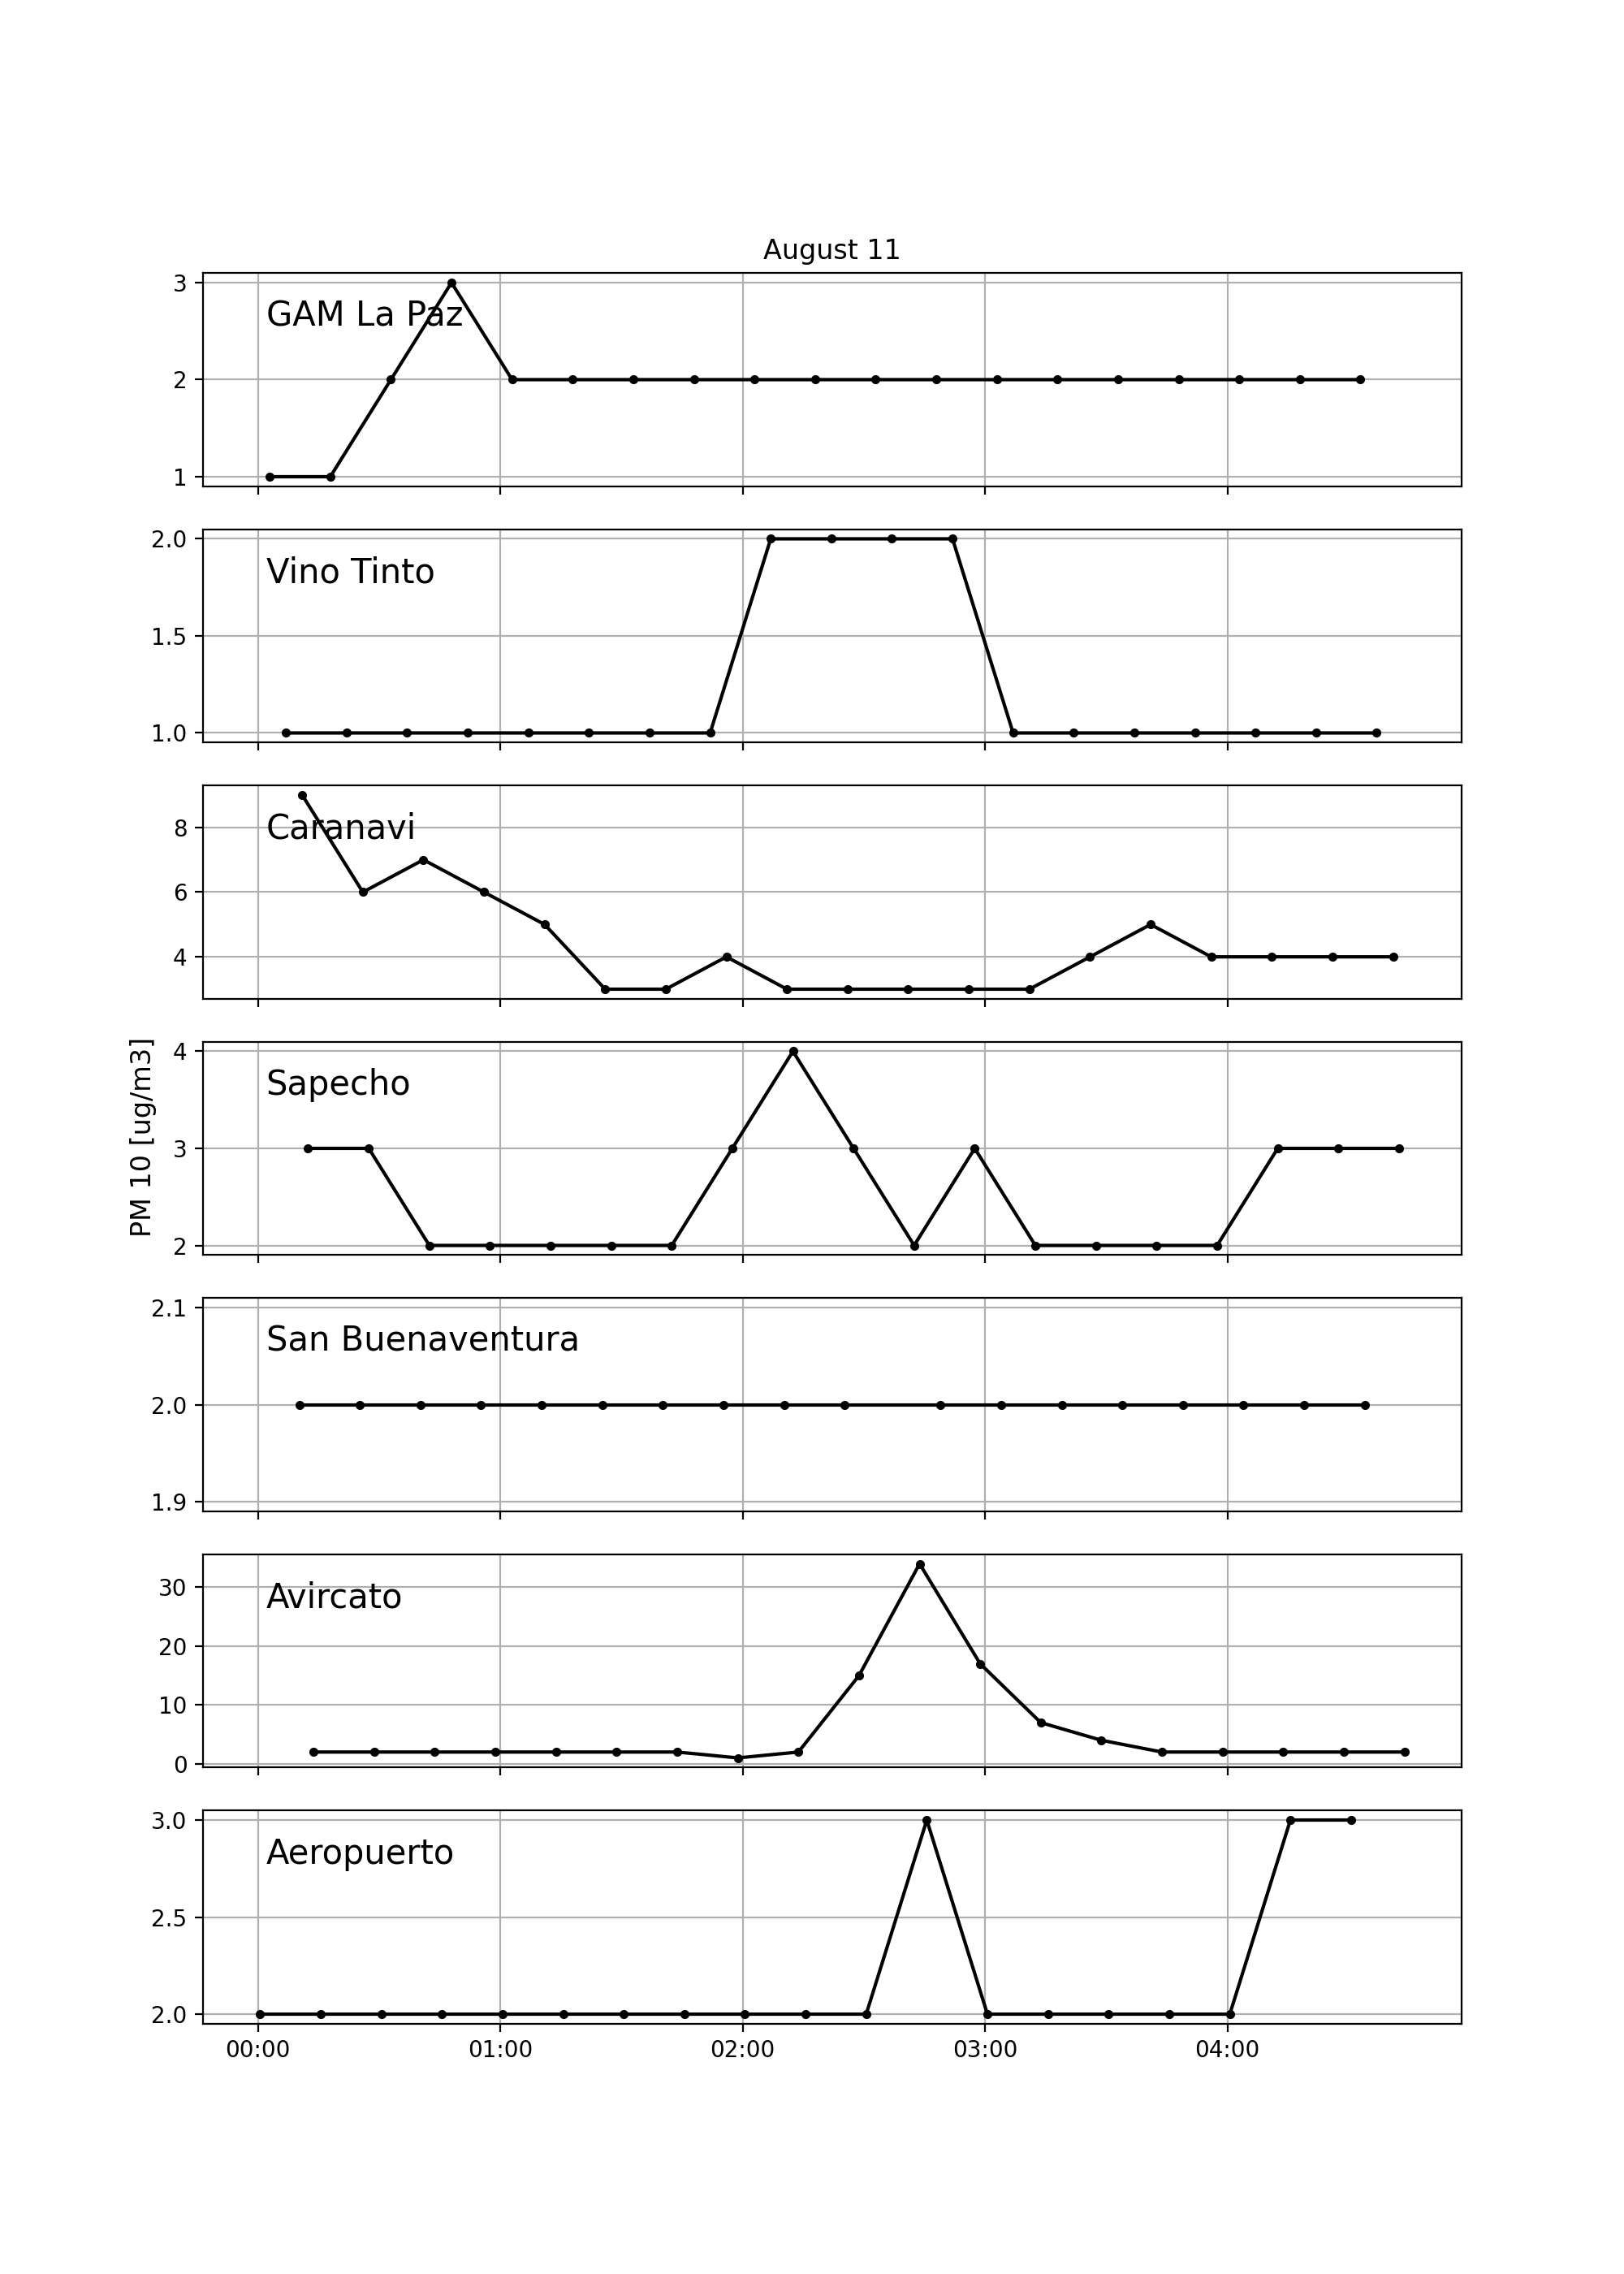 August 11
3
GAM La Paz
2
1
2.0
Vino Tinto
1.5
1.0
Caranavi
8
6
4
PM 10 [ug/m3]
4
Sapecho
3
2
2.1
San Buenaventura
2.0
1.9
30
Avircato
20
10
0
3.0
Aeropuerto
2.5
2.0
00:00 01:00 02:00 03:00 04:00